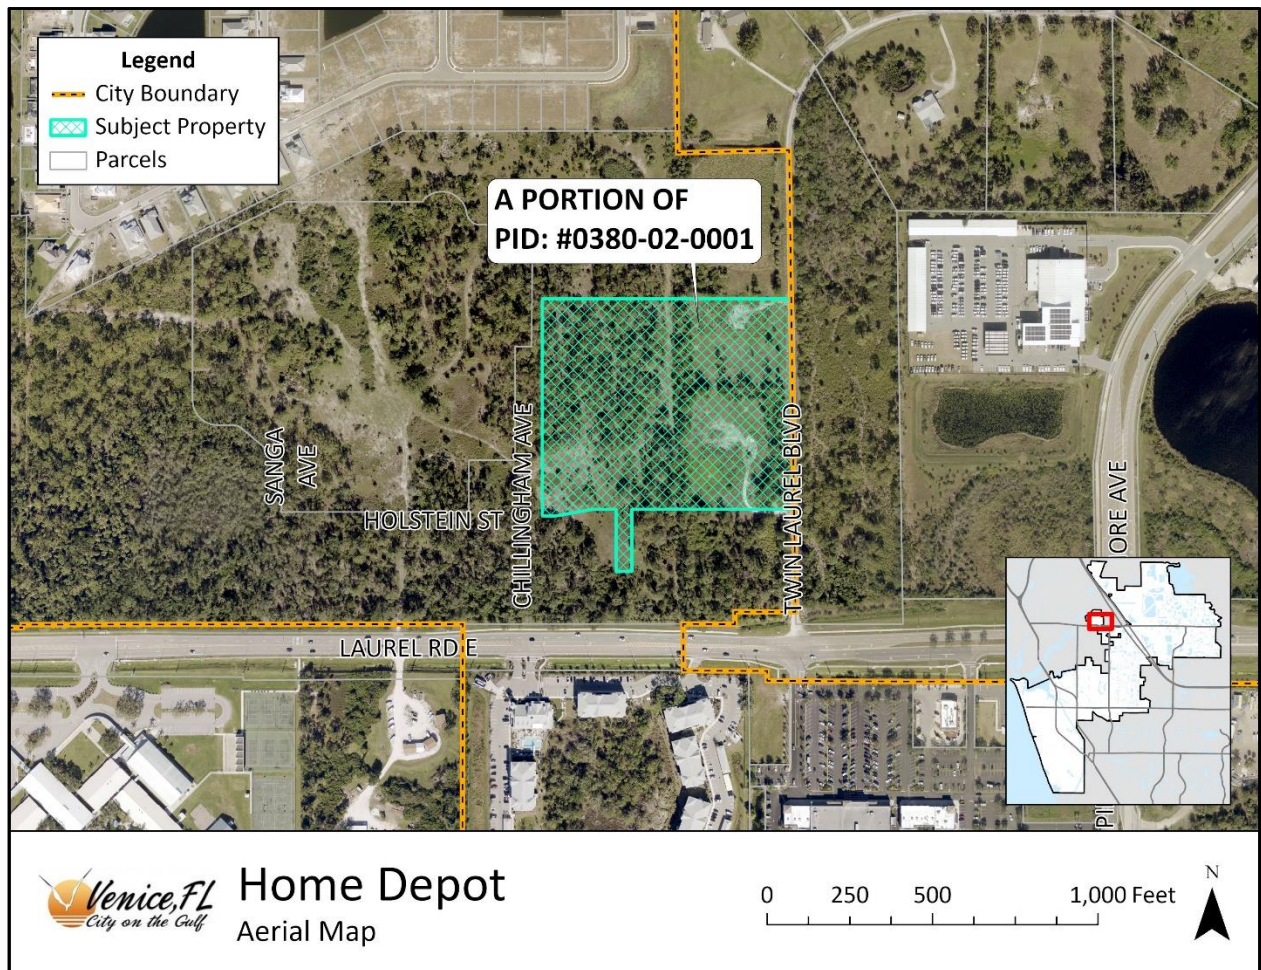 Legend
City Boundary
Subject Property
Parcels
A PORTION OF
PID: #0380-02-0001
SANGA
AVE
HOLSTEIN ST
CHILLINGHAM AVE
TWIN LAUREL BLVD
ORE AVE
PI
LAUREL RD E
Venice, FL
City on the Gulf
Home Depot
Aerial Map
0 250 500 1,000 Feet
N